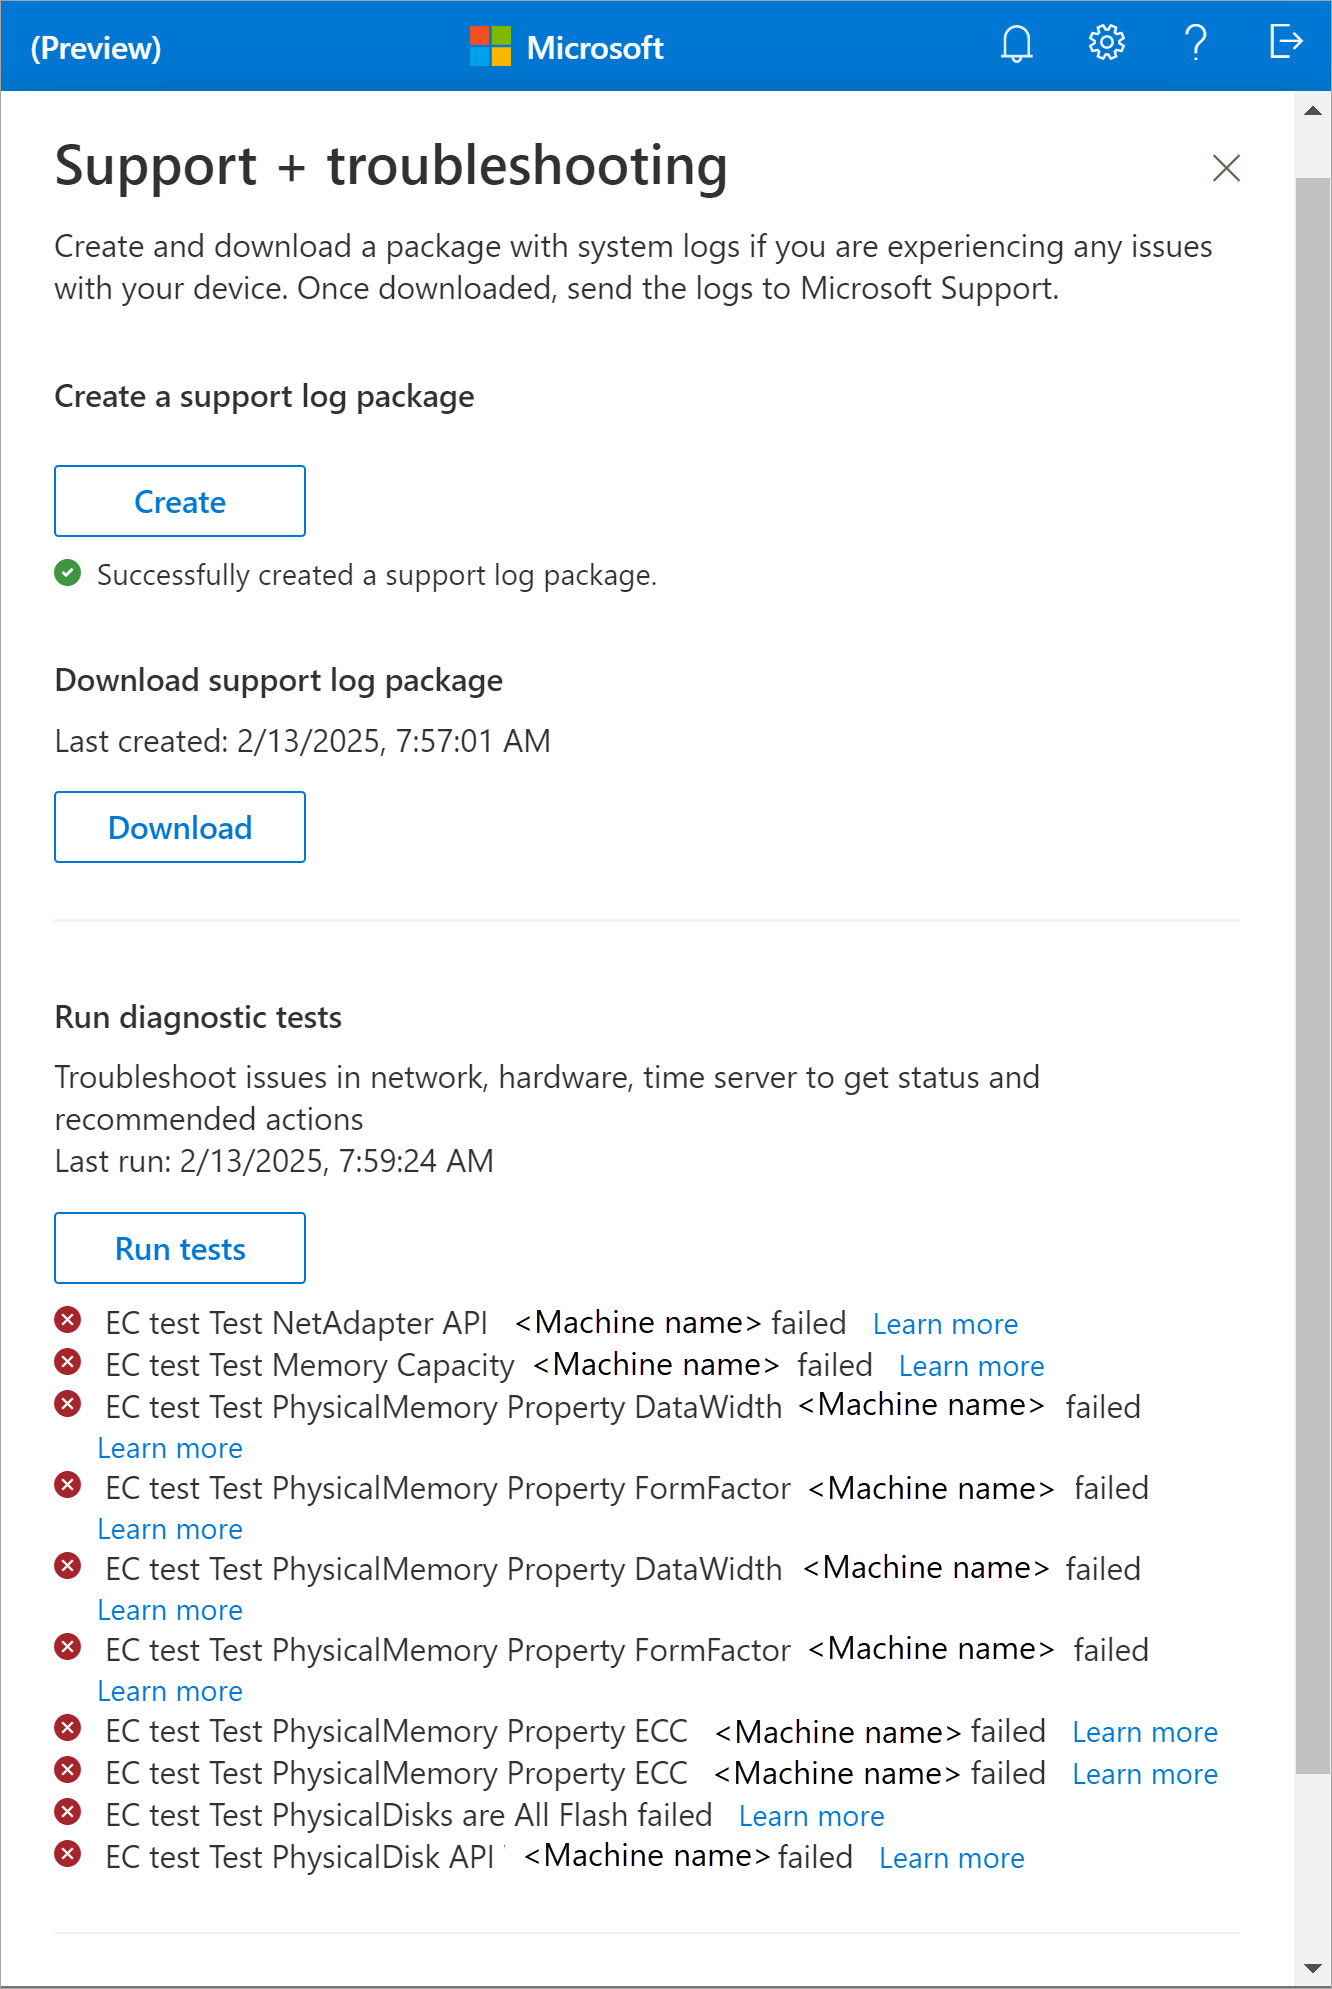 (Preview)
Microsoft
Support + troubleshooting
Create and download a package with system logs if you are experiencing any issues
with your device. Once downloaded, send the logs to Microsoft Support.
Create a support log package
Create
Successfully created a support log package.
Download support log package
Last created: 2/13/2025, 7:57:01 AM
Download
Run diagnostic tests
Troubleshoot issues in network, hardware, time server to get status and
recommended actions
Last run: 2/13/2025, 7:59:24 AM
Run tests
EC test Test NetAdapter API <Machine name> failed Learn more
EC test Test Memory Capacity <Machine name> failed Learn more
EC test Test PhysicalMemory Property DataWidth <Machine name> failed
Learn more
EC test Test PhysicalMemory Property FormFactor <Machine name> failed
Learn more
EC test Test PhysicalMemory Property DataWidth <Machine name> failed
Learn more
EC test Test PhysicalMemory Property FormFactor <Machine name> failed
Learn more
EC test Test PhysicalMemory Property ECC <Machine name> failed Learn more
EC test Test PhysicalMemory Property ECC <Machine name> failed Learn more
EC test Test PhysicalDisks are All Flash failed Learn more
EC test Test PhysicalDisk API <Machine name> failed Learn more